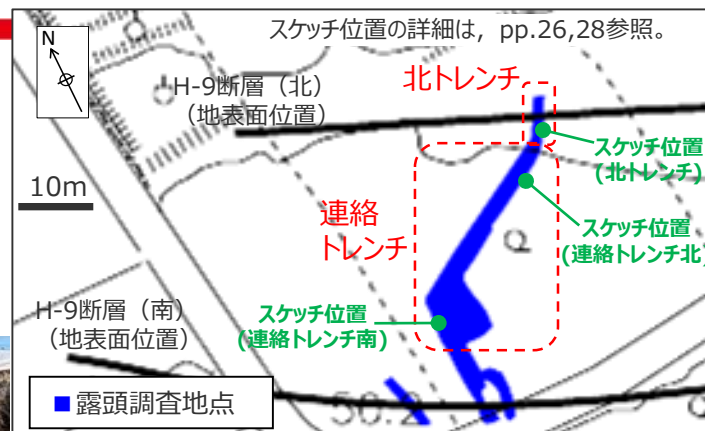 スケッチ位置の詳細は, pp.26,28参照。
N
北トレンチ
H-9断層（北）
（地表面位置）
スケッチ位置
(北トレンチ)
10m
連絡
トレンチ
スケッチ位置
(連絡トレンチ北)
H-9断層（南）
（地表面位置）
スケッチ位置
(連絡トレンチ南)
■露頭調査地点